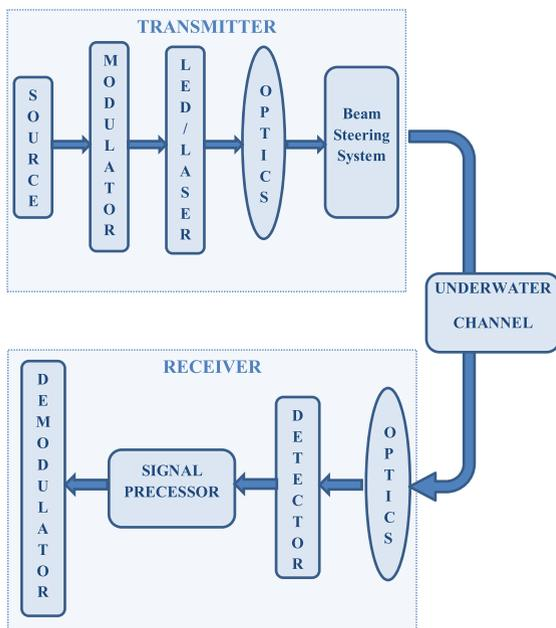 TRANSMITTER
SOURCE
MODULATOR
LED/LASER
OPTICS
Beam
Steering
System
UNDERWATER
CHANNEL
RECEIVER
OPTICS
DETECTOR
SIGNAL
PRECESSOR
DEMODULATOR